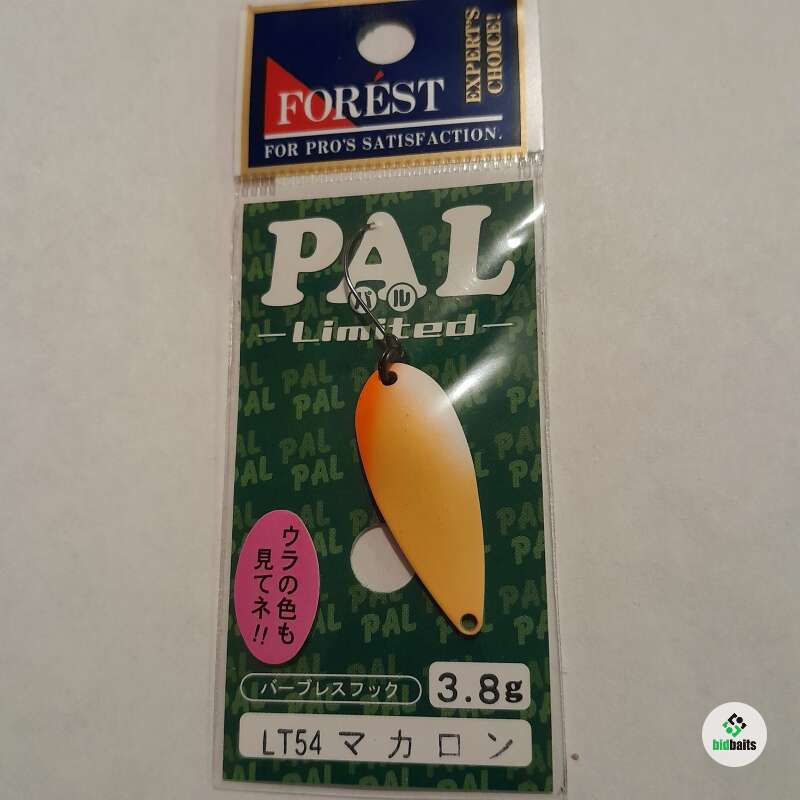 FORÉST
EXPERT'S
CHOICE!
FOR PRO'S SATISFACTION.
PAL
パル
Limited
ウラの色も
見てネ!!
バーブレスフック
3.8g
LT54 マカロン
bidbaits